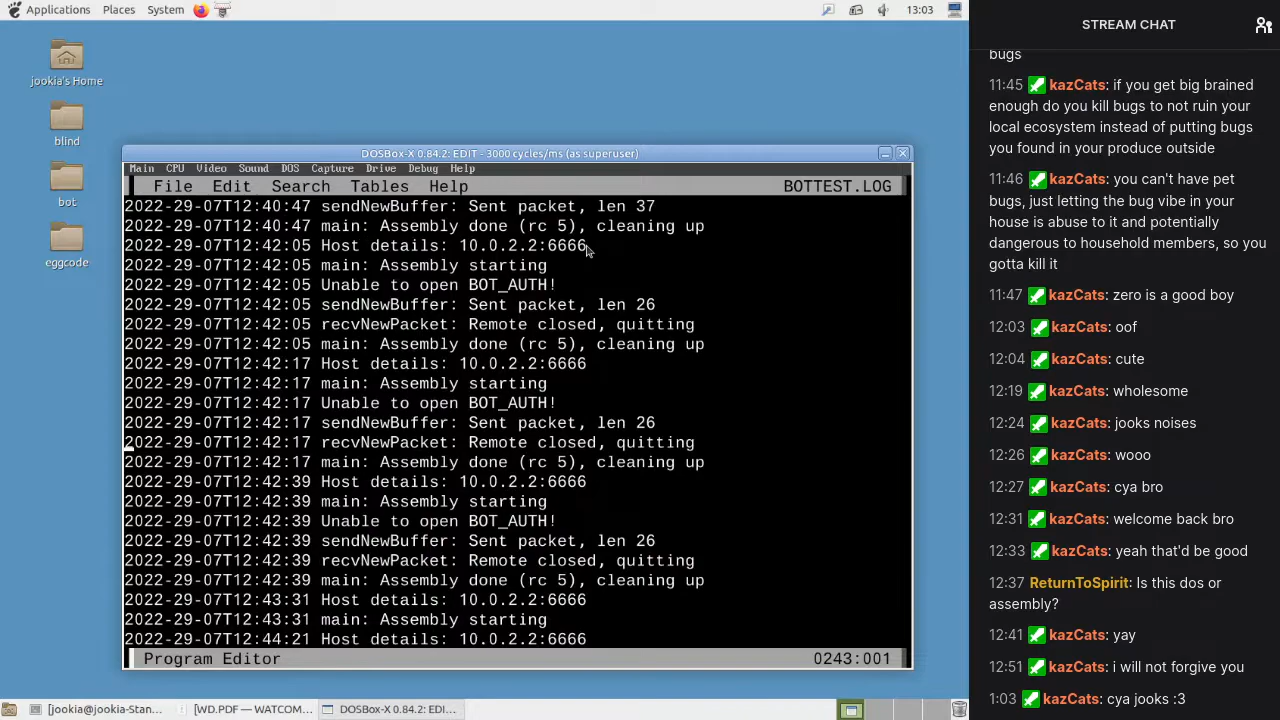 Applications Places System 13:03
jookia's Home
blind
bot
eggcode
DOSBox-X 0.84.2: EDIT - 3000 cycles/ms (as superuser)
Main CPU Video Sound DOS Capture Drive Debug Help
File Edit Search Tables Help BOTTEST.LOG
2022-29-07T12:40:47 sendNewBuffer: Sent packet, len 37
2022-29-07T12:40:47 main: Assembly done (rc 5), cleaning up
2022-29-07T12:42:05 Host details: 10.0.2.2:6666
2022-29-07T12:42:05 main: Assembly starting
2022-29-07T12:42:05 Unable to open BOT_AUTH!
2022-29-07T12:42:05 sendNewBuffer: Sent packet, len 26
2022-29-07T12:42:05 recvNewPacket: Remote closed, quitting
2022-29-07T12:42:05 main: Assembly done (rc 5), cleaning up
2022-29-07T12:42:17 Host details: 10.0.2.2:6666
2022-29-07T12:42:17 main: Assembly starting
2022-29-07T12:42:17 Unable to open BOT_AUTH!
2022-29-07T12:42:17 sendNewBuffer: Sent packet, len 26
2022-29-07T12:42:17 recvNewPacket: Remote closed, quitting
2022-29-07T12:42:17 main: Assembly done (rc 5), cleaning up
2022-29-07T12:42:39 Host details: 10.0.2.2:6666
2022-29-07T12:42:39 main: Assembly starting
2022-29-07T12:42:39 Unable to open BOT_AUTH!
2022-29-07T12:42:39 sendNewBuffer: Sent packet, len 26
2022-29-07T12:42:39 recvNewPacket: Remote closed, quitting
2022-29-07T12:42:39 main: Assembly done (rc 5), cleaning up
2022-29-07T12:43:31 Host details: 10.0.2.2:6666
2022-29-07T12:43:31 main: Assembly starting
2022-29-07T12:44:21 Host details: 10.0.2.2:6666
Program Editor 0243:001
[jookia@jookia-Stan... [WD.PDF — WATCOM... DOSBox-X 0.84.2: EDI...
STREAM CHAT
bugs
11:45 kazCats: if you get big brained
enough do you kill bugs to not ruin your
local ecosystem instead of putting bugs
you found in your produce outside
11:46 kazCats: you can't have pet
bugs, just letting the bug vibe in your
house is abuse to it and potentially
dangerous to household members, so you
gotta kill it
11:47 kazCats: zero is a good boy
12:03 kazCats: oof
12:04 kazCats: cute
12:19 kazCats: wholesome
12:24 kazCats: jooks noises
12:26 kazCats: wooo
12:27 kazCats: cya bro
12:31 kazCats: welcome back bro
12:33 kazCats: yeah that'd be good
12:37 ReturnToSpirit: Is this dos or
assembly?
12:41 kazCats: yay
12:51 kazCats: i will not forgive you
1:03 kazCats: cya jooks :3